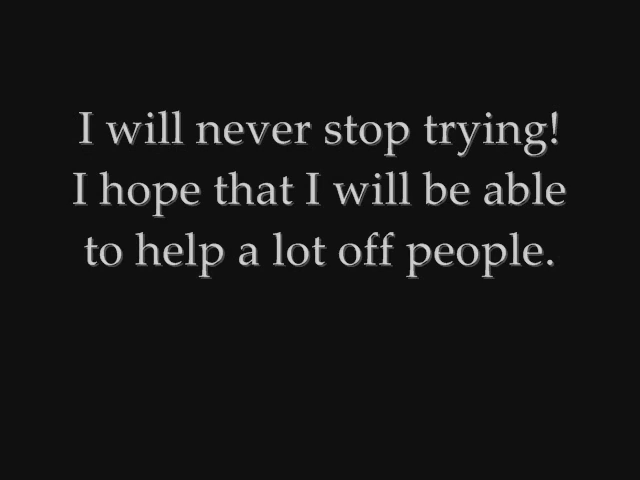 I will never stop trying!
I hope that I will be able
to help a lot off people.